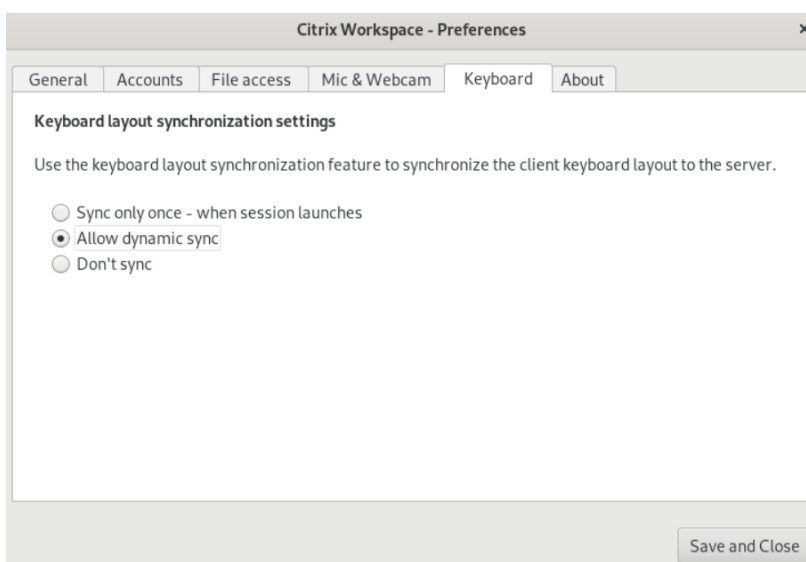 Citrix Workspace - Preferences
General Accounts File access Mic & Webcam Keyboard About
Keyboard layout synchronization settings
Use the keyboard layout synchronization feature to synchronize the client keyboard layout to the server.
Sync only once - when session launches
Allow dynamic sync
Don't sync
Save and Close